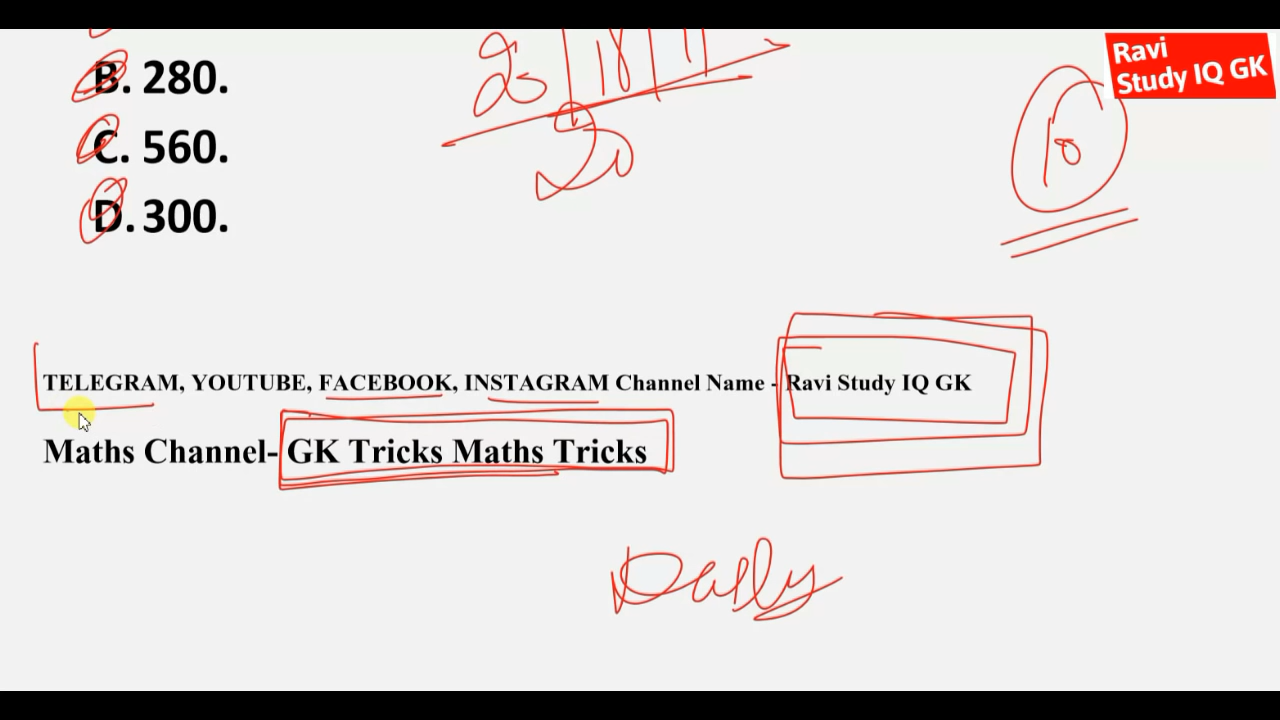 Ravi
Study IQ GK
B. 280.
C. 560.
D. 300.
18
TELEGRAM, YOUTUBE, FACEBOOK, INSTAGRAM Channel Name - Ravi Study IQ GK
Maths Channel- GK Tricks Maths Tricks
Daily